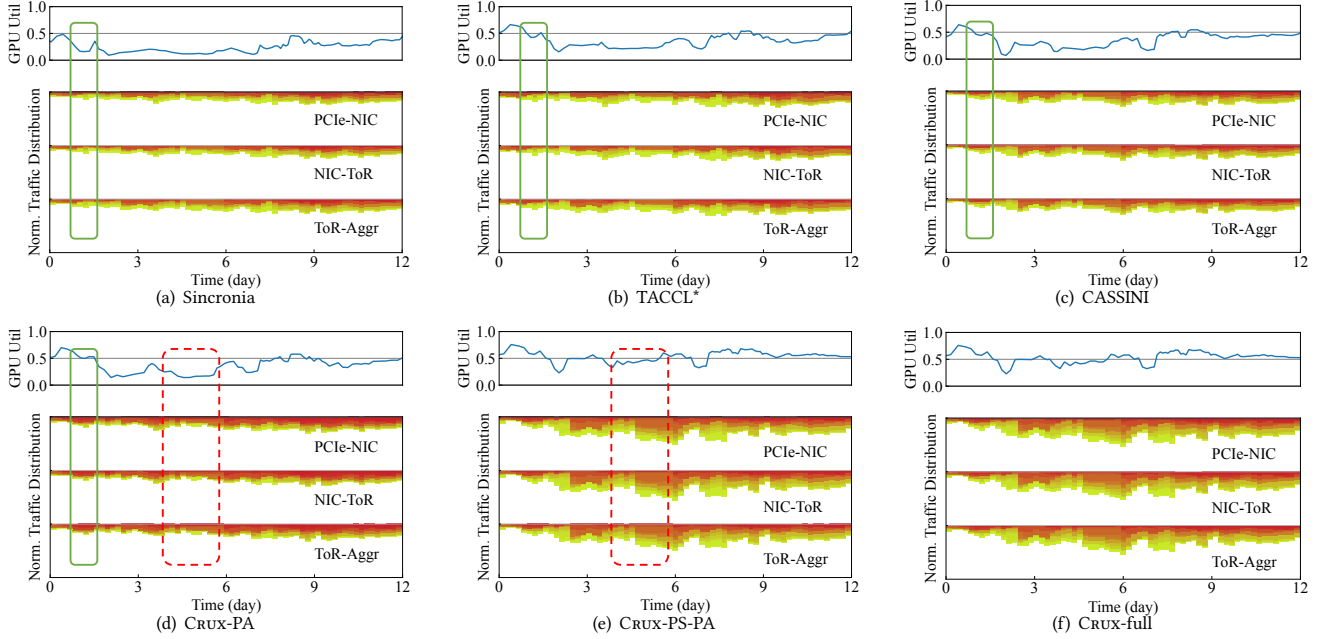 GPU Util
1.0
0.5
0.0
Norm. Traffic Distribution
PCIe-NIC
NIC-ToR
ToR-Aggr
0 3 6 9 12
Time (day)
(a) Sincronia
GPU Util
1.0
0.5
0.0
Norm. Traffic Distribution
PCIe-NIC
NIC-ToR
ToR-Aggr
0 3 6 9 12
Time (day)
(b) TACCL*
GPU Util
1.0
0.5
0.0
Norm. Traffic Distribution
PCIe-NIC
NIC-ToR
ToR-Aggr
0 3 6 9 12
Time (day)
(c) CASSINI
GPU Util
1.0
0.5
0.0
Norm. Traffic Distribution
PCIe-NIC
NIC-ToR
ToR-Aggr
0 3 6 9 12
Time (day)
(d) Crux-PA
GPU Util
1.0
0.5
0.0
Norm. Traffic Distribution
PCIe-NIC
NIC-ToR
ToR-Aggr
0 3 6 9 12
Time (day)
(e) Crux-PS-PA
GPU Util
1.0
0.5
0.0
Norm. Traffic Distribution
PCIe-NIC
NIC-ToR
ToR-Aggr
0 3 6 9 12
Time (day)
(f) Crux-full